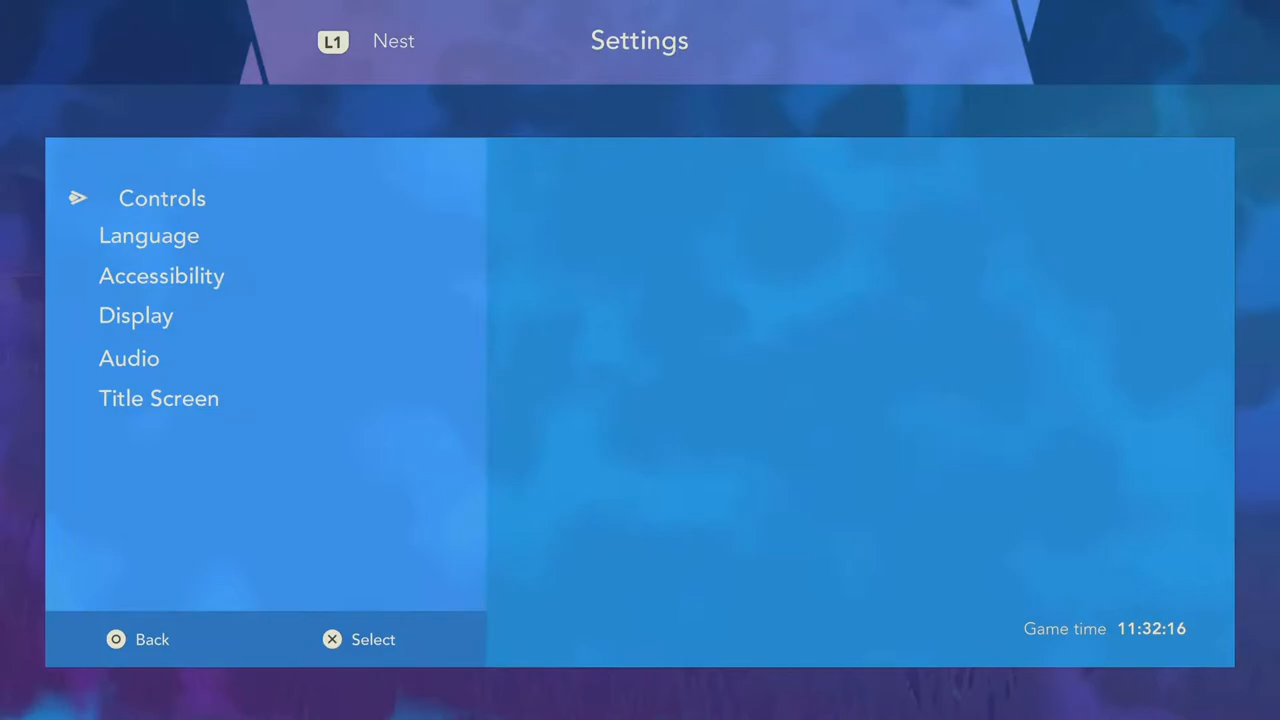 L1 Nest Settings
Controls
Language
Accessibility
Display
Audio
Title Screen
Game time 11:32:16
Back Select